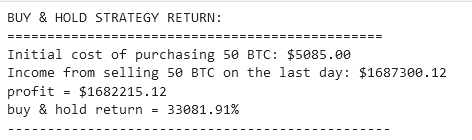 BUY & HOLD STRATEGY RETURN:
===============================================
Initial cost of purchasing 50 BTC: $5085.00
Income from selling 50 BTC on the last day: $1687300.12
profit = $1682215.12
buy & hold return = 33081.91%
------------------------------------------------